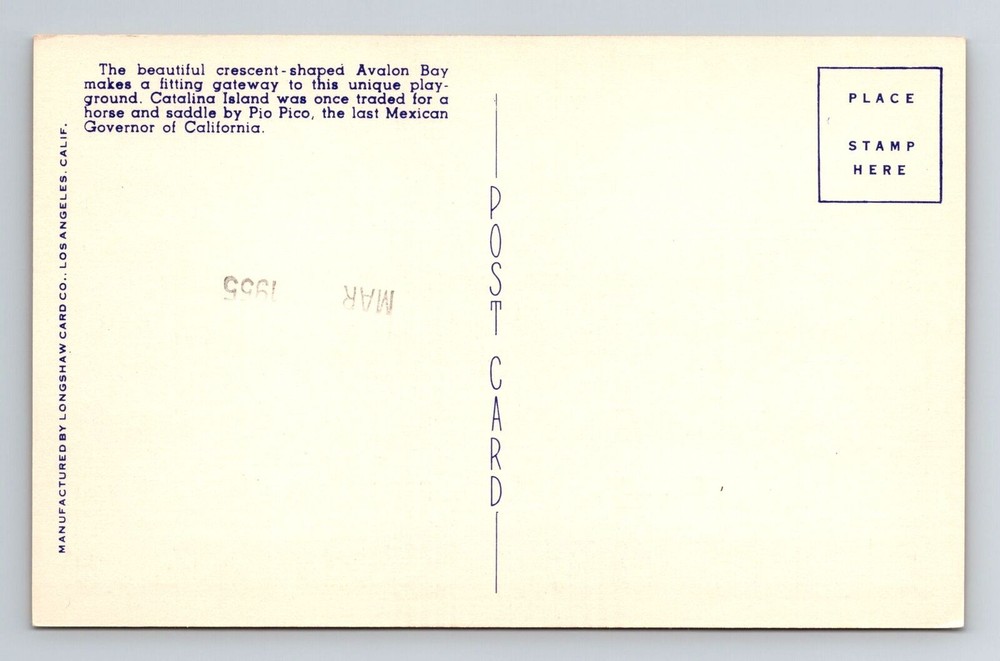 The beautiful crescent-shaped Avalon Bay
makes a fitting gateway to this unique play-
ground. Catalina Island was once traded for a
horse and saddle by Pio Pico, the last Mexican
Governor of California.
MANUFACTURED BY LONGSHAW CARD CO., LOS ANGELES, CALIF.
MAR 1955
POST CARD
PLACE
STAMP
HERE